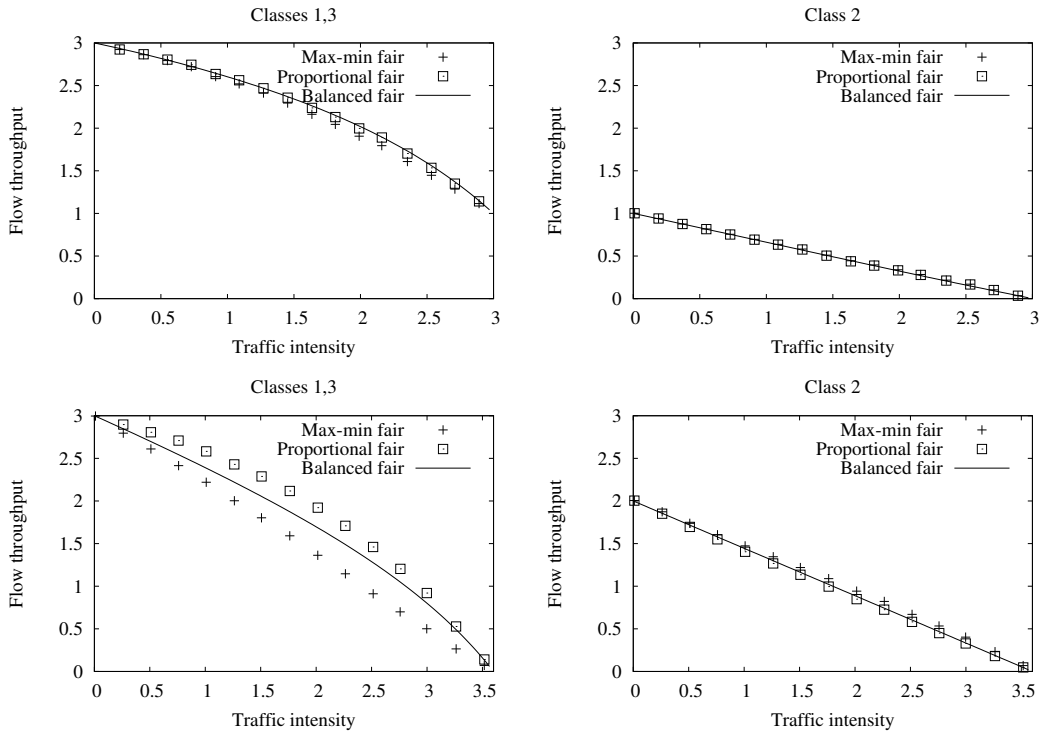 Classes 1,3
Flow throughput
3
2.5
2
1.5
1
0.5
0
Max-min fair
Proportional fair
Balanced fair
0 0.5 1 1.5 2 2.5 3
Traffic intensity
Class 2
Flow throughput
3
2.5
2
1.5
1
0.5
0
Max-min fair
Proportional fair
Balanced fair
0 0.5 1 1.5 2 2.5 3
Traffic intensity
Classes 1,3
Flow throughput
3
2.5
2
1.5
1
0.5
0
Max-min fair
Proportional fair
Balanced fair
0 0.5 1 1.5 2 2.5 3 3.5
Traffic intensity
Class 2
Flow throughput
3
2.5
2
1.5
1
0.5
0
Max-min fair
Proportional fair
Balanced fair
0 0.5 1 1.5 2 2.5 3 3.5
Traffic intensity